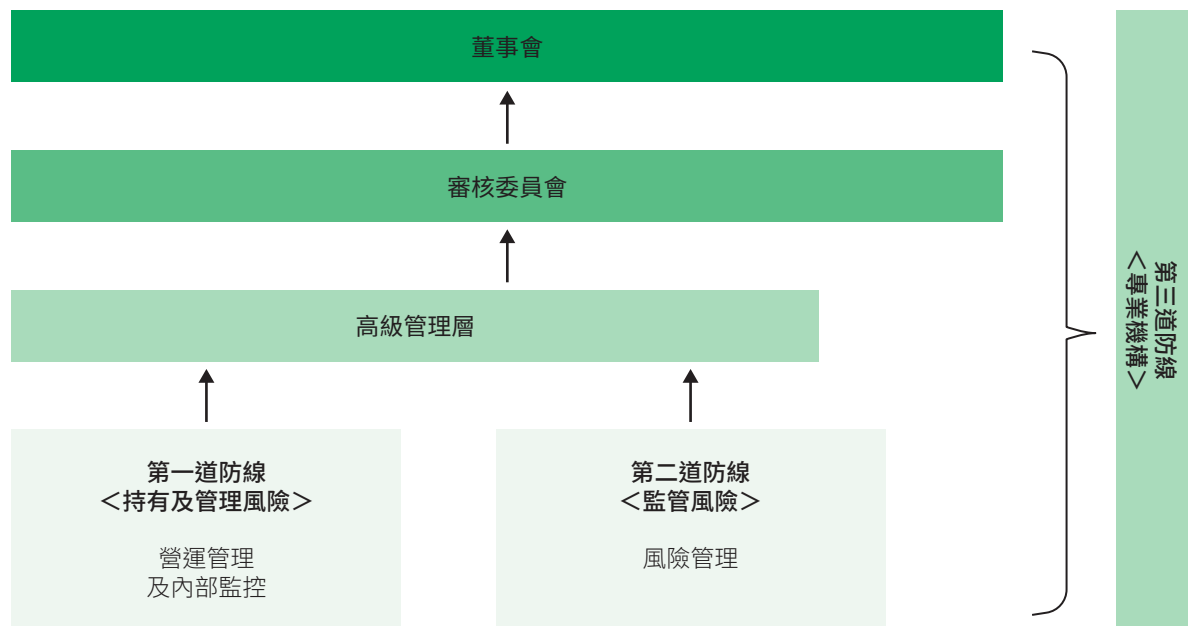 董事會
審核委員會
高級管理層
第一道防線
＜持有及管理風險＞
營運管理
及內部監控
第二道防線
＜監管風險＞
風險管理
第三道防線
＜專業機構＞